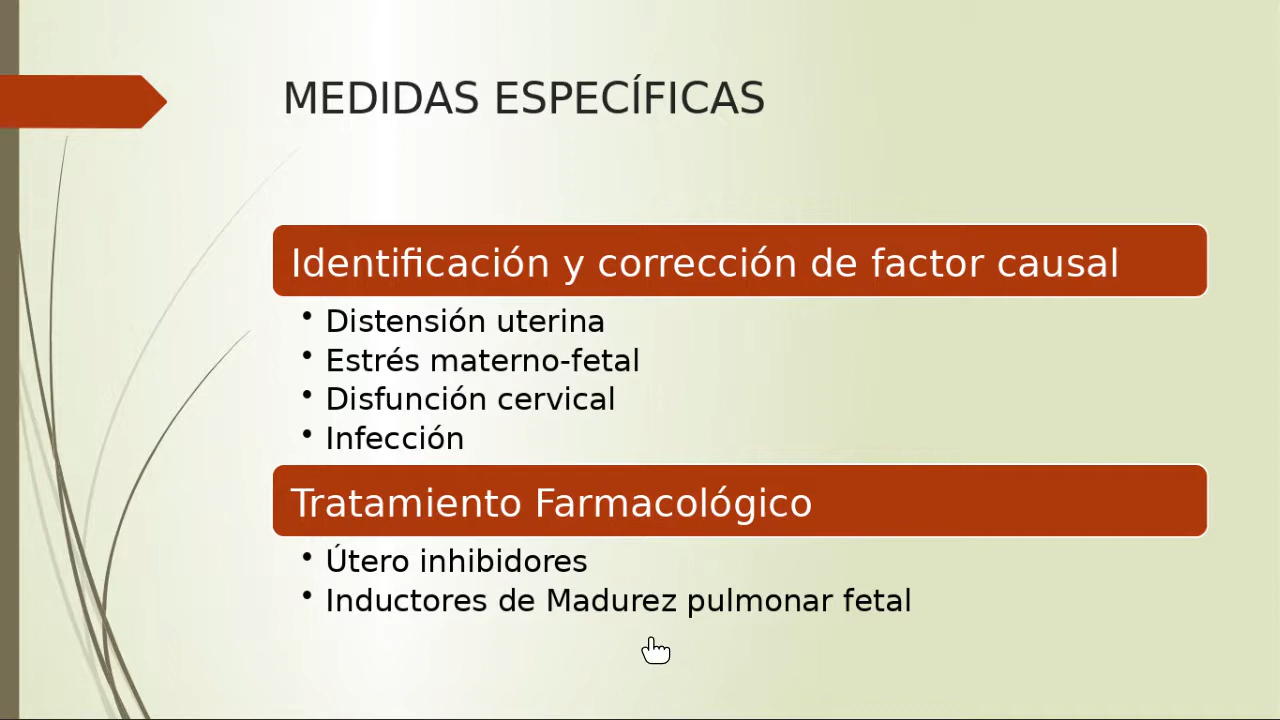 MEDIDAS ESPECÍFICAS
Identificación y corrección de factor causal
• Distensión uterina
• Estrés materno-fetal
• Disfunción cervical
• Infección
Tratamiento Farmacológico
• Útero inhibidores
• Inductores de Madurez pulmonar fetal